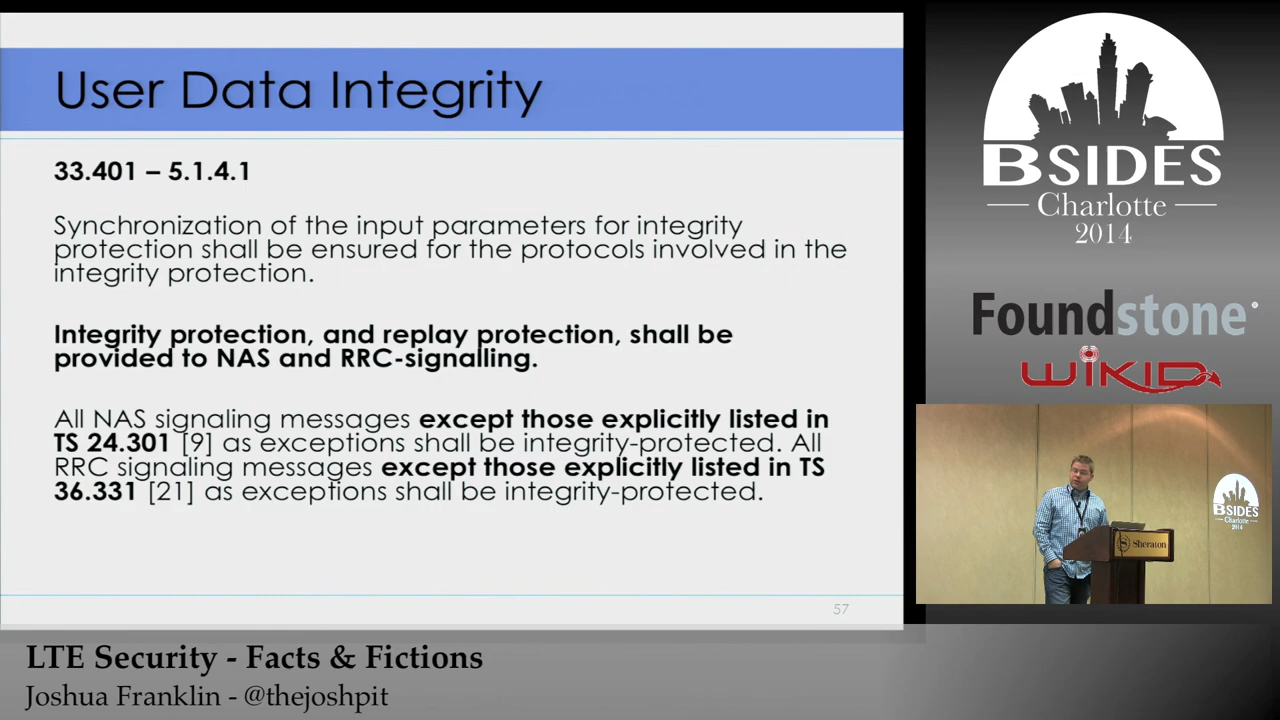 User Data Integrity
33.401 – 5.1.4.1
Synchronization of the input parameters for integrity
protection shall be ensured for the protocols involved in the
integrity protection.
Integrity protection, and replay protection, shall be
provided to NAS and RRC-signalling.
All NAS signaling messages except those explicitly listed in
TS 24.301 [9] as exceptions shall be integrity-protected. All
RRC signaling messages except those explicitly listed in TS
36.331 [21] as exceptions shall be integrity-protected.
57
BSIDES
Charlotte
2014
Foundstone
WiKID
BSIDES
Charlotte
2014
Sheraton
LTE Security - Facts & Fictions
Joshua Franklin - @thejoshpit